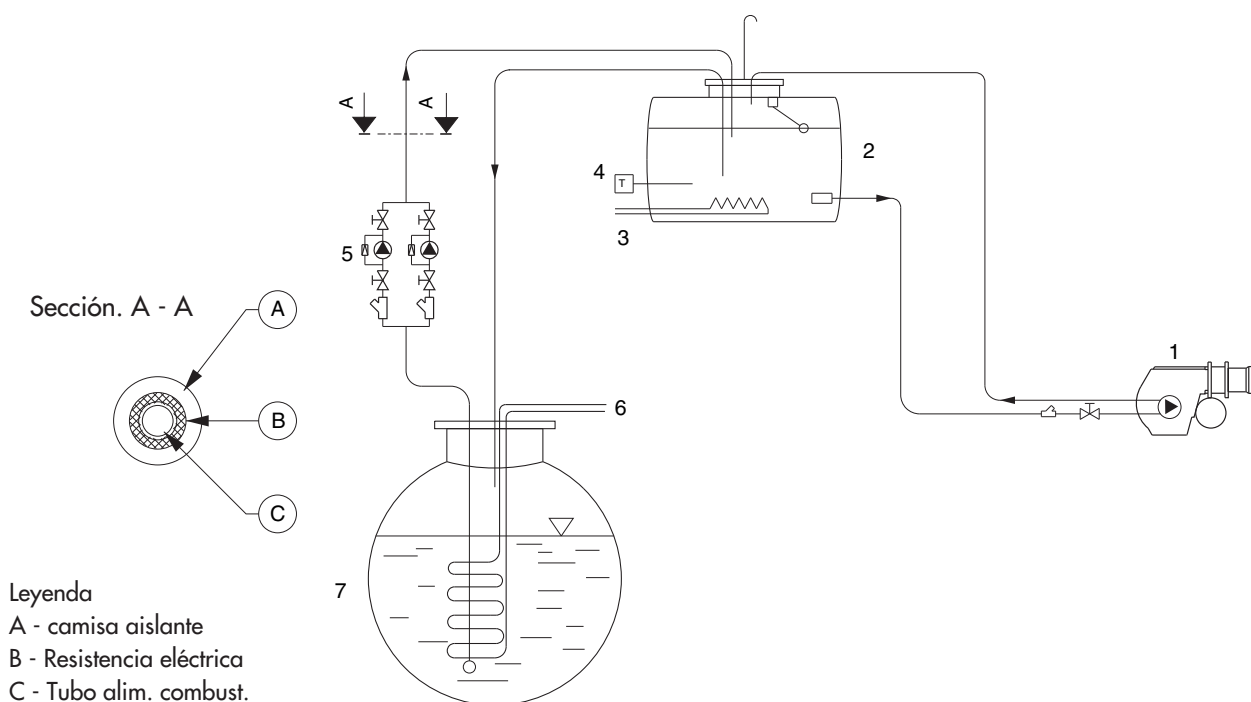 A
A
2
4
T
3
5
Sección. A - A
A
B
C
1
6
7
Leyenda
A - camisa aislante
B - Resistencia eléctrica
C - Tubo alim. combust.